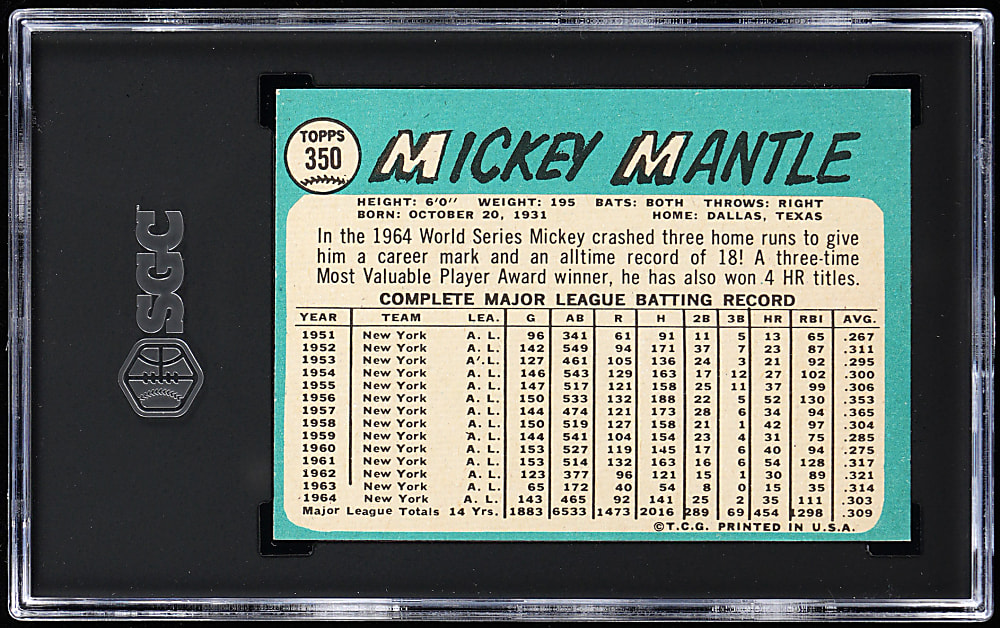 TOPPS
350
MICKEY MANTLE
HEIGHT: 6'0" WEIGHT: 195 BATS: BOTH THROWS: RIGHT
BORN: OCTOBER 20, 1931 HOME: DALLAS, TEXAS
In the 1964 World Series Mickey crashed three home runs to give
him a career mark and an alltime record of 18! A three-time
Most Valuable Player Award winner, he has also won 4 HR titles.
COMPLETE MAJOR LEAGUE BATTING RECORD
YEAR TEAM LEA. G AB R H 2B 3B HR RBI AVG.
1951 New York A. L. 96 341 61 91 11 5 13 65 .267
1952 New York A. L. 142 549 94 171 37 7 23 87 .311
1953 New York A. L. 127 461 105 136 24 3 21 92 .295
1954 New York A. L. 146 543 129 163 17 12 27 102 .300
1955 New York A. L. 147 517 121 158 25 11 37 99 .306
1956 New York A. L. 150 533 132 188 22 5 52 130 .353
1957 New York A. L. 144 474 121 173 28 6 34 94 .365
1958 New York A. L. 150 519 127 158 21 1 42 97 .304
1959 New York A. L. 144 541 104 154 23 4 31 75 .285
1960 New York A. L. 153 527 119 145 17 6 40 94 .275
1961 New York A. L. 153 514 132 163 16 6 54 128 .317
1962 New York A. L. 123 377 96 121 15 1 30 89 .321
1963 New York A. L. 65 172 40 54 8 0 15 35 .314
1964 New York A. L. 143 465 92 141 25 2 35 111 .303
Major League Totals 14 Yrs. 1883 6533 1473 2016 289 69 454 1298 .309
©T.C.G. PRINTED IN U.S.A.
SGC